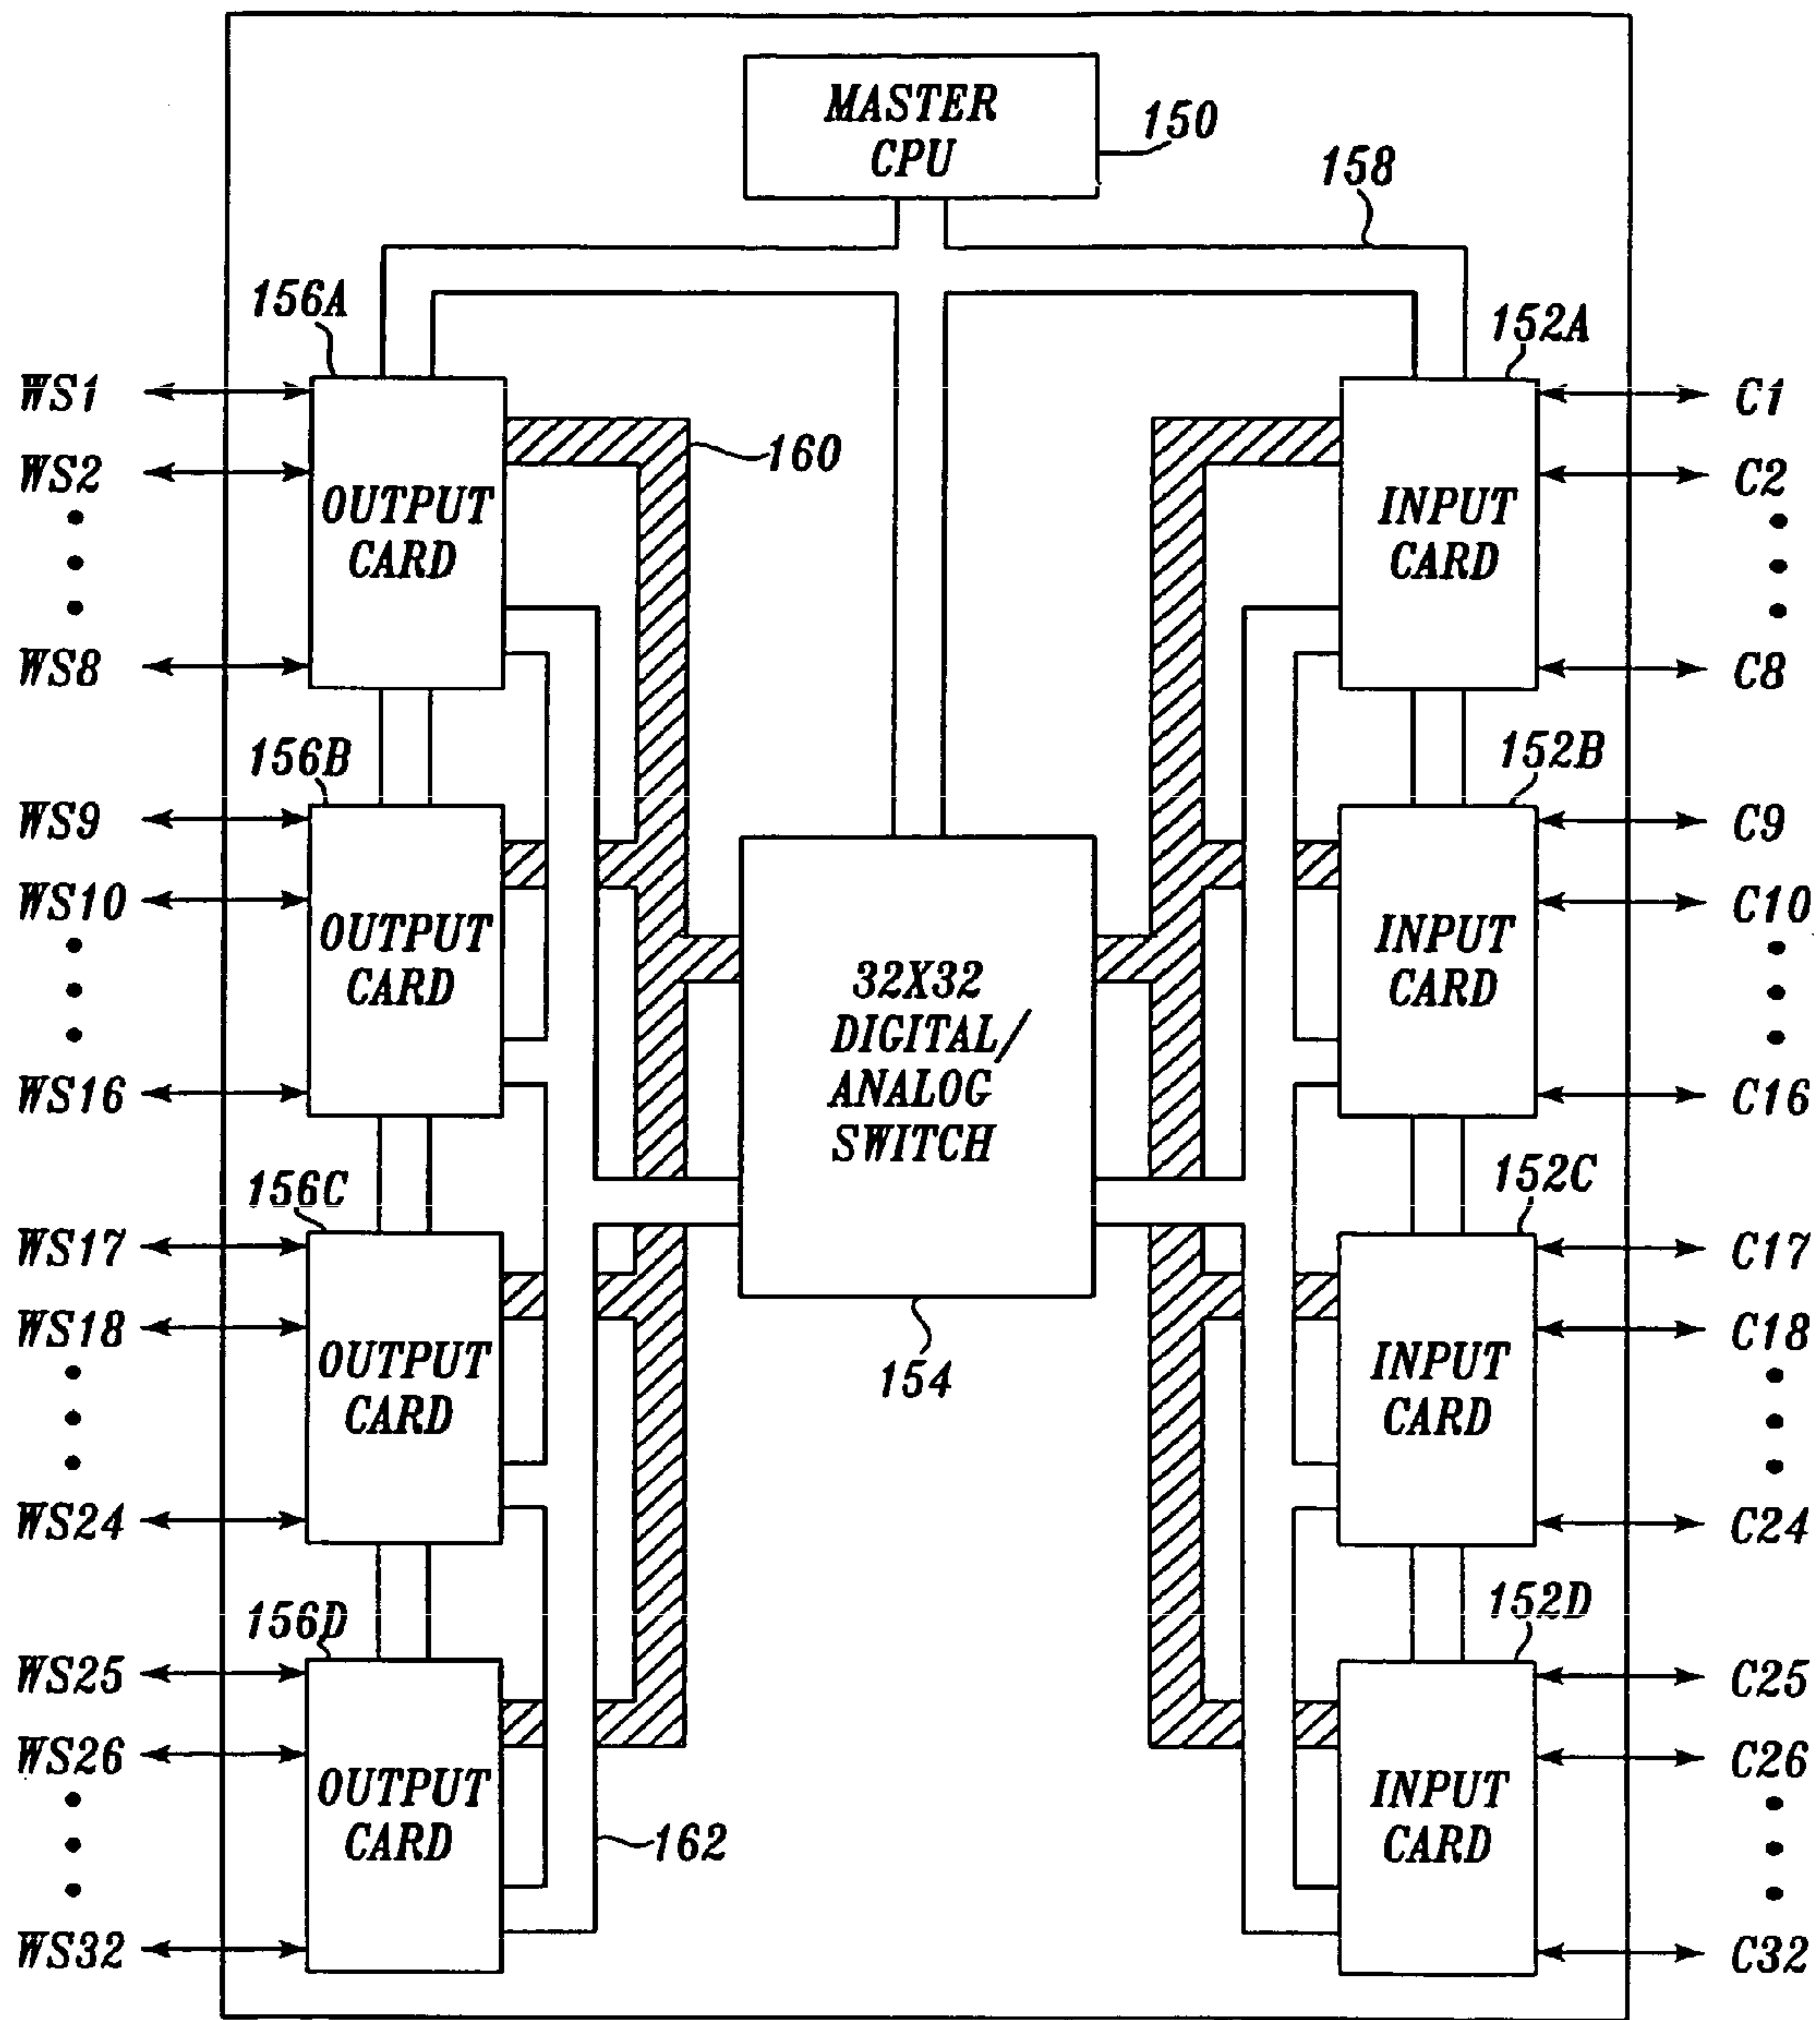 MASTER
CPU
150
158
156A
152A
WS1
C1
WS2
160
C2
OUTPUT
CARD
INPUT
CARD
WS8
C8
156B
152B
WS9
C9
WS10
C10
OUTPUT
CARD
INPUT
CARD
32X32
DIGITAL/
ANALOG
SWITCH
WS16
C16
156C
152C
WS17
C17
WS18
C18
OUTPUT
CARD
154
INPUT
CARD
WS24
C24
156D
152D
WS25
C25
WS26
C26
OUTPUT
CARD
162
INPUT
CARD
WS32
C32